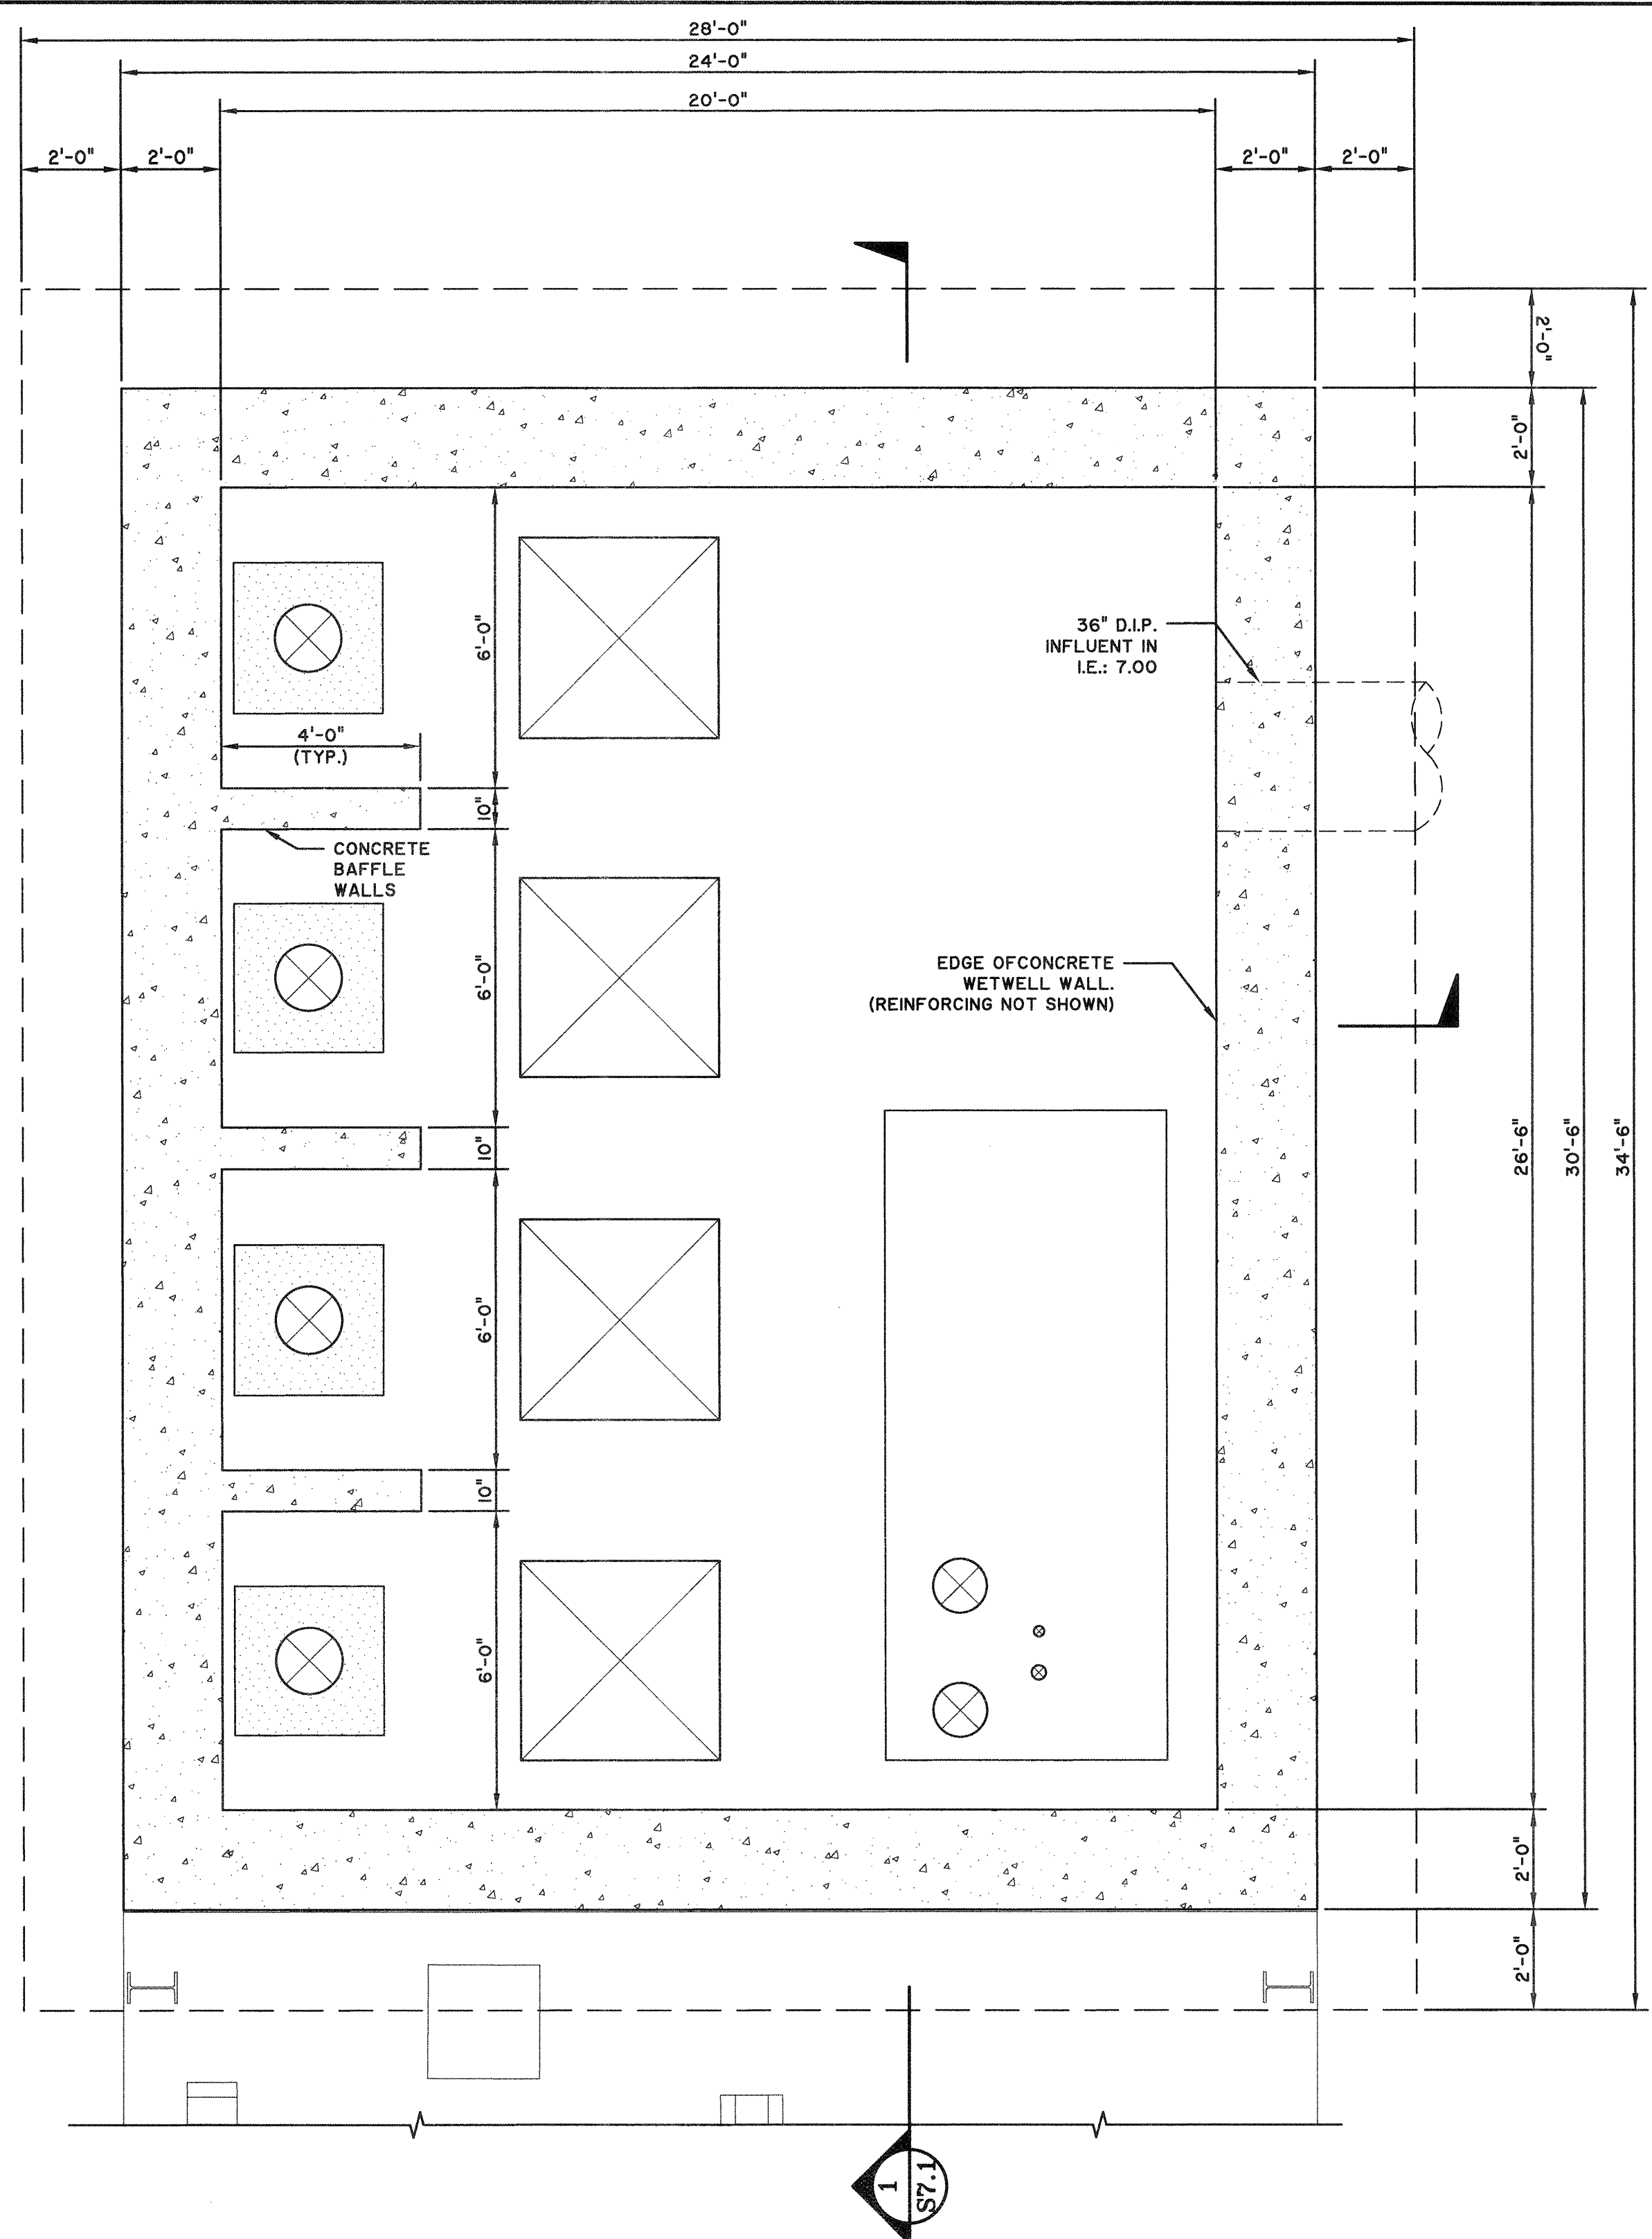 28'-0"
24'-0"
20'-0"
2'-0"
2'-0"
2'-0"
2'-0"
2'-0"
2'-0"
6'-0"
36" D.I.P.
INFLUENT IN
I.E.: 7.00
4'-0"
(TYP.)
10"
CONCRETE
BAFFLE
WALLS
6'-0"
EDGE OFCONCRETE
WETWELL WALL.
(REINFORCING NOT SHOWN)
10"
26'-6"
30'-6"
34'-6"
6'-0"
10"
6'-0"
2'-0"
2'-0"
1
S7.1